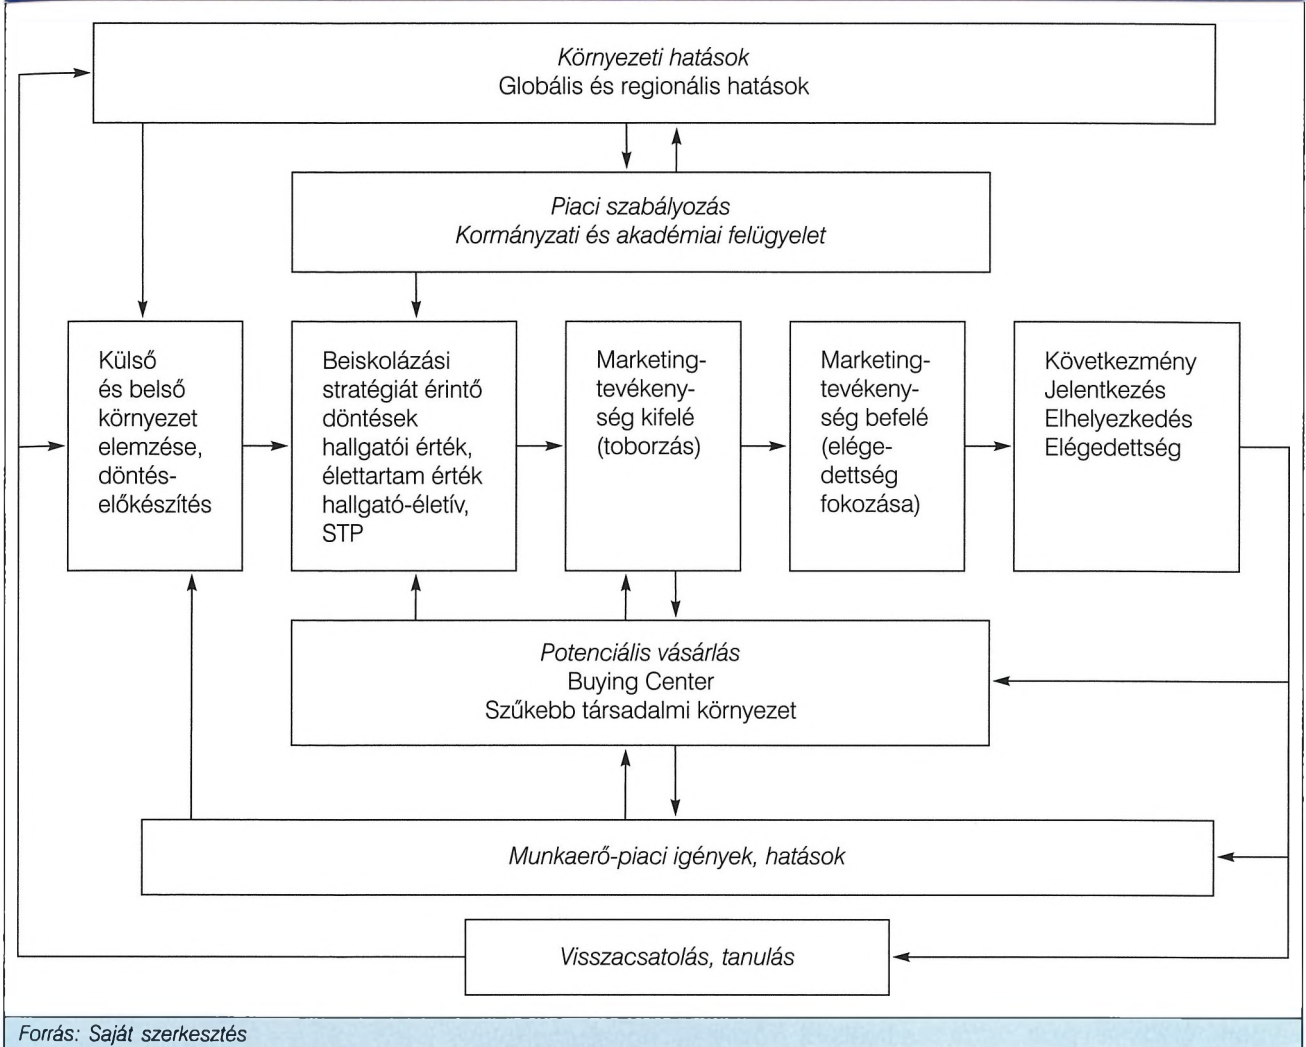 Környezeti hatások
Globális és regionális hatások
Piaci szabályozás
Kormányzati és akadémiai felügyelet
Külső
és belső
környezet
elemzése,
döntés-
előkészítés
Beiskolázási
stratégiát érintő
döntések
hallgatói érték,
élettartam érték
hallgató-életív,
STP
Marketing-
tevékeny-
ség kifelé
(toborzás)
Marketing-
tevékeny-
ség befelé
(elége-
dettség
fokozása)
Következmény
Jelentkezés
Elhelyezkedés
Elégedettség
Potenciális vásárlás
Buying Center
Szűkebb társadalmi környezet
Munkaerő-piaci igények, hatások
Visszacsatolás, tanulás
Forrás: Saját szerkesztés